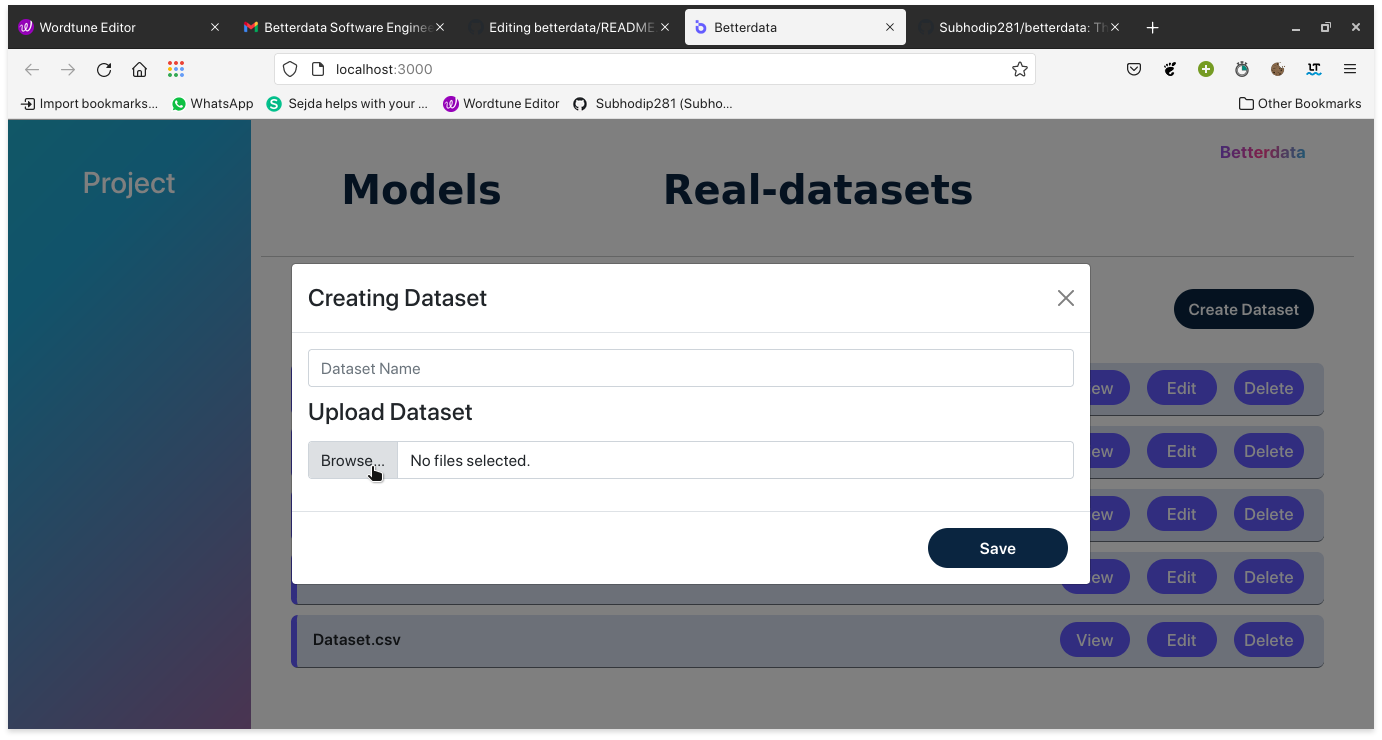 Wordtune Editor
Betterdata Software Enginee
Editing betterdata/README
Betterdata
Subhodip281/betterdata: Th
localhost:3000
Import bookmarks...
WhatsApp
Sejda helps with your ...
Wordtune Editor
Subhodip281 (Subho...
Other Bookmarks
Project
Models
Real-datasets
Betterdata
Creating Dataset
Create Dataset
Dataset Name
Upload Dataset
Browse...
No files selected.
Save
ew
Edit
Delete
ew
Edit
Delete
ew
Edit
Delete
ew
Edit
Delete
Dataset.csv
View
Edit
Delete